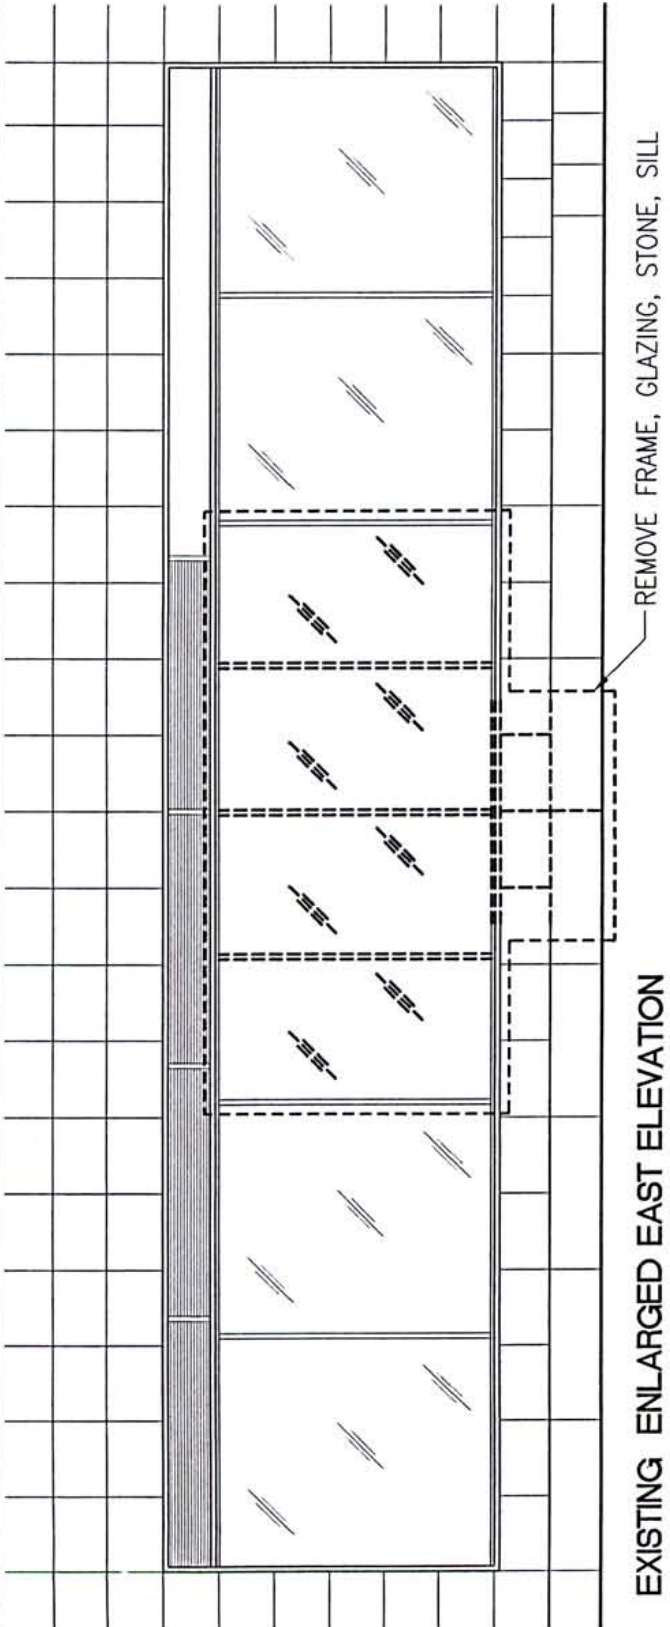 REMOVE FRAME, GLAZING, STONE, SILL
EXISTING ENLARGED EAST ELEVATION